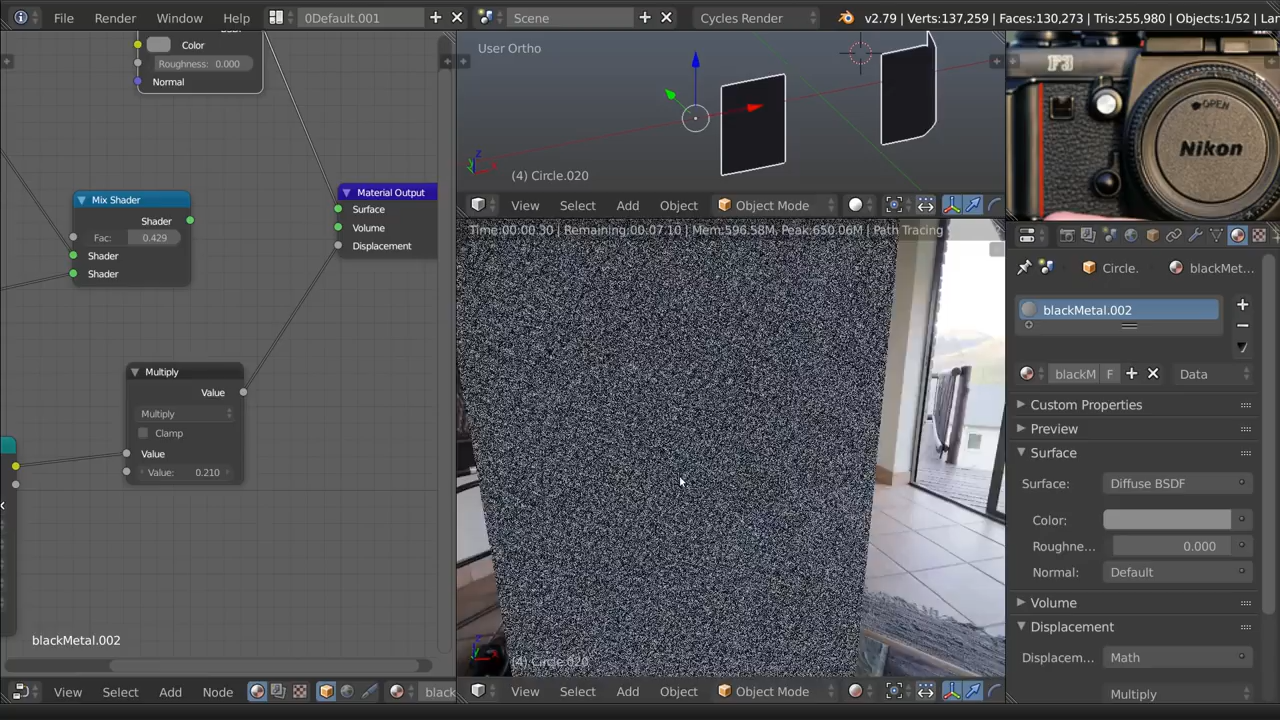 File Render Window Help 0Default.001 Scene Cycles Render v2.79 | Verts:137,259 | Faces:130,273 | Tris:255,980 | Objects:1/52 |
Color
Roughness: 0.000
Normal
Mix Shader
Shader
Fac: 0.429
Shader
Shader
Material Output
Surface
Volume
Displacement
Multiply
Value
Multiply
Clamp
Value
Value: 0.210
blackMetal.002
View Select Add Node
User Ortho
(4) Circle.020
View Select Add Object Object Mode
Time:00:00.30 | Remaining:00:07.10 | Mem:596.58M, Peak:650.06M | Path Tracing
(4) Circle.020
View Select Add Object Object Mode
F3
OPEN
Nikon
Circle. blackMet...
blackMetal.002
blackM F Data
Custom Properties
Preview
Surface
Surface: Diffuse BSDF
Color:
Roughne... 0.000
Normal: Default
Volume
Displacement
Displacem... Math
Multiply